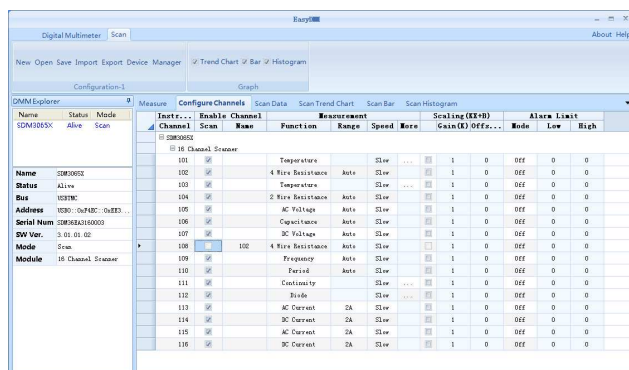 EasyDMM
Digital Multimeter Scan About Help
New Open Save Import Export Device Manager Trend Chart Bar Histogram
Configuration-1 Graph
DMM Explorer
Name Status Mode
SDM3065X Alive Scan
Name SDM3065X
Status Alive
Bus USBTMC
Address USB0::0xF4EC::0xEE3...
Serial Num SDM36EA3160003
SW Ver. 3.01.01.02
Mode Scan
Module 16 Channel Scanner
Measure Configure Channels Scan Data Scan Trend Chart Scan Bar Scan Histogram
Instr... Enable Channel Measurement Scaling(KX+B) Alarm Limit
Channel Scan Name Function Range Speed More Gain(K) Offs... Mode Low High
SDM3065X
16 Channel Scanner
101 Temperature Slow ... 1 0 Off 0 0
102 4 Wire Resistance Auto Slow 1 0 Off 0 0
103 Temperature Slow ... 1 0 Off 0 0
104 2 Wire Resistance Auto Slow 1 0 Off 0 0
105 AC Voltage Auto Slow 1 0 Off 0 0
106 Capacitance Auto Slow 1 0 Off 0 0
107 DC Voltage Auto Slow 1 0 Off 0 0
108 102 4 Wire Resistance Auto Slow 1 0 Off 0 0
109 Frequency Auto Slow 1 0 Off 0 0
110 Period Auto Slow 1 0 Off 0 0
111 Continuity Slow ... 1 0 Off 0 0
112 Diode Slow ... 1 0 Off 0 0
113 AC Current 2A Slow 1 0 Off 0 0
114 DC Current 2A Slow 1 0 Off 0 0
115 AC Current 2A Slow 1 0 Off 0 0
116 DC Current 2A Slow 1 0 Off 0 0